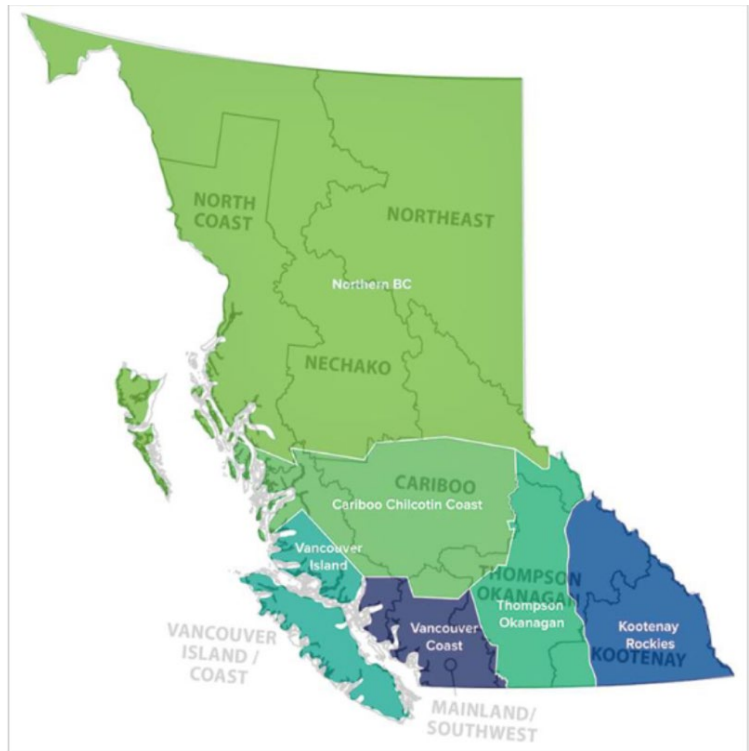 NORTH
COAST
NORTHEAST
Northern BC
NECHAKO
CARIBOO
Cariboo Chilcotin Coast
Vancouver
Island
THOMPSON
OKANAGAN
Thompson
Okanagan
Vancouver
Coast
Kootenay
Rockies
KOOTENAY
VANCOUVER
ISLAND /
COAST
MAINLAND/
SOUTHWEST